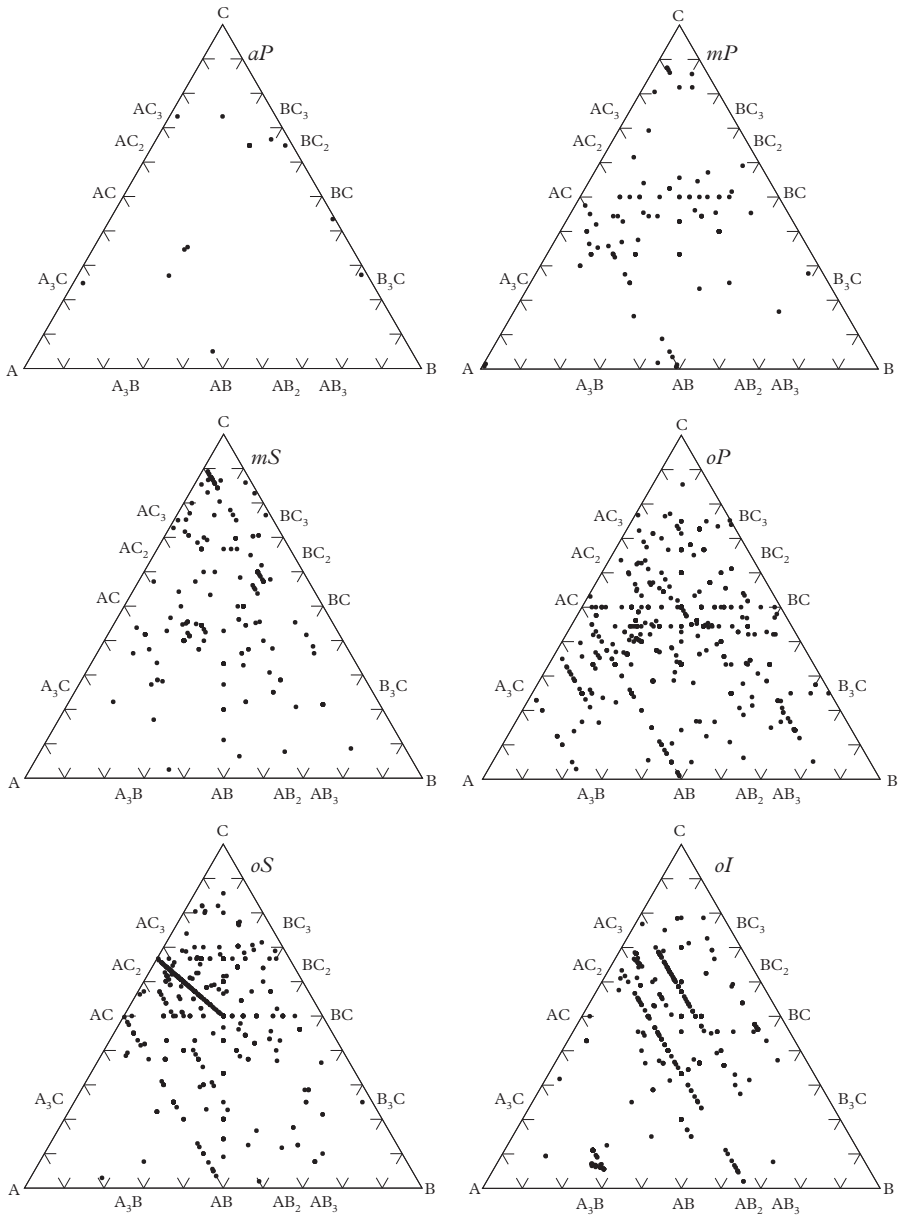 C C
aP mP
AC₃ BC₃ AC₃ BC₃
AC₂ BC₂ AC₂ BC₂
AC BC AC BC
A₃C B₃C A₃C B₃C
A B A B
A₃B AB AB₂ AB₃ A₃B AB AB₂ AB₃
C C
mS oP
AC₃ BC₃ AC₃ BC₃
AC₂ BC₂ AC₂ BC₂
AC BC AC BC
A₃C B₃C A₃C B₃C
A B A B
A₃B AB AB₂ AB₃ A₃B AB AB₂ AB₃
C C
oS oI
AC₃ BC₃ AC₃ BC₃
AC₂ BC₂ AC₂ BC₂
AC BC AC BC
A₃C B₃C A₃C B₃C
A B A B
A₃B AB AB₂ AB₃ A₃B AB AB₂ AB₃